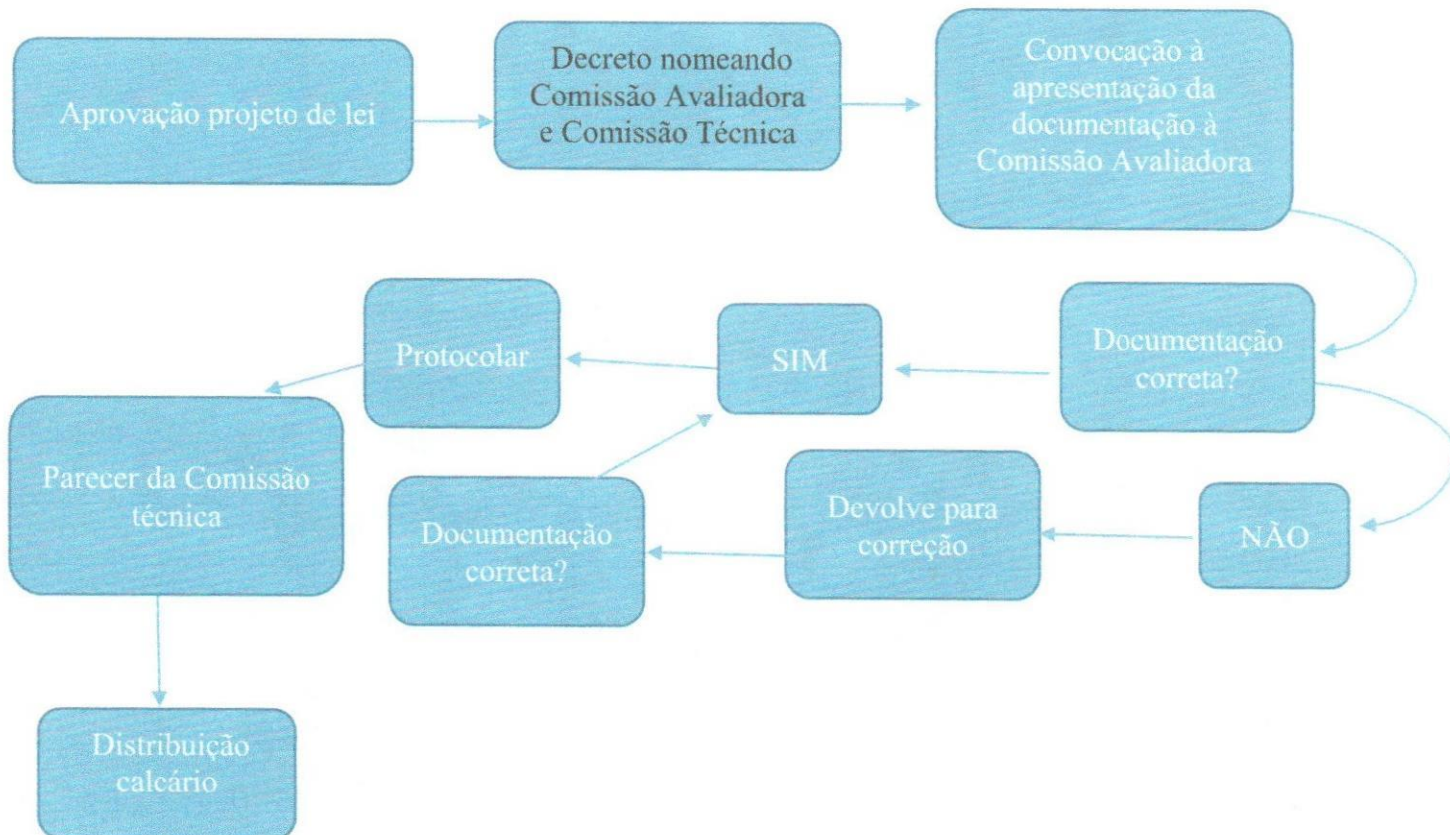 Aprovação projeto de lei
Decreto nomeando
Comissão Avaliadora
e Comissão Técnica
Convocação à
apresentação da
documentação à
Comissão Avaliadora
Documentação
correta?
SIM
Protocolar
Parecer da Comissão
técnica
NÃO
Devolve para
correção
Documentação
correta?
Distribuição
calcário